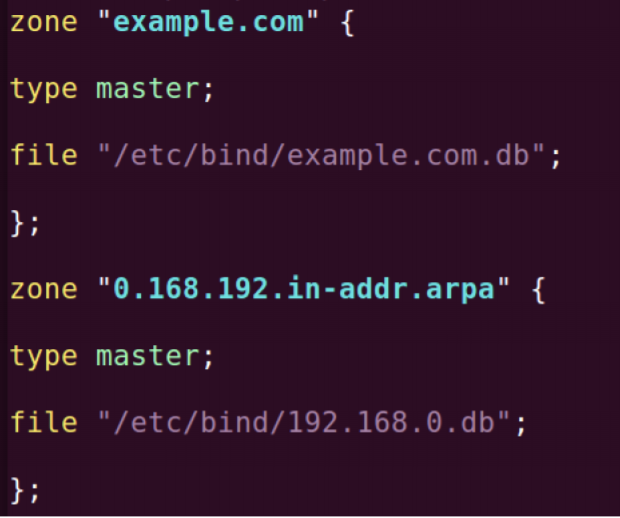 zone "example.com" {
type master;
file "/etc/bind/example.com.db";
};
zone "0.168.192.in-addr.arpa" {
type master;
file "/etc/bind/192.168.0.db";
};